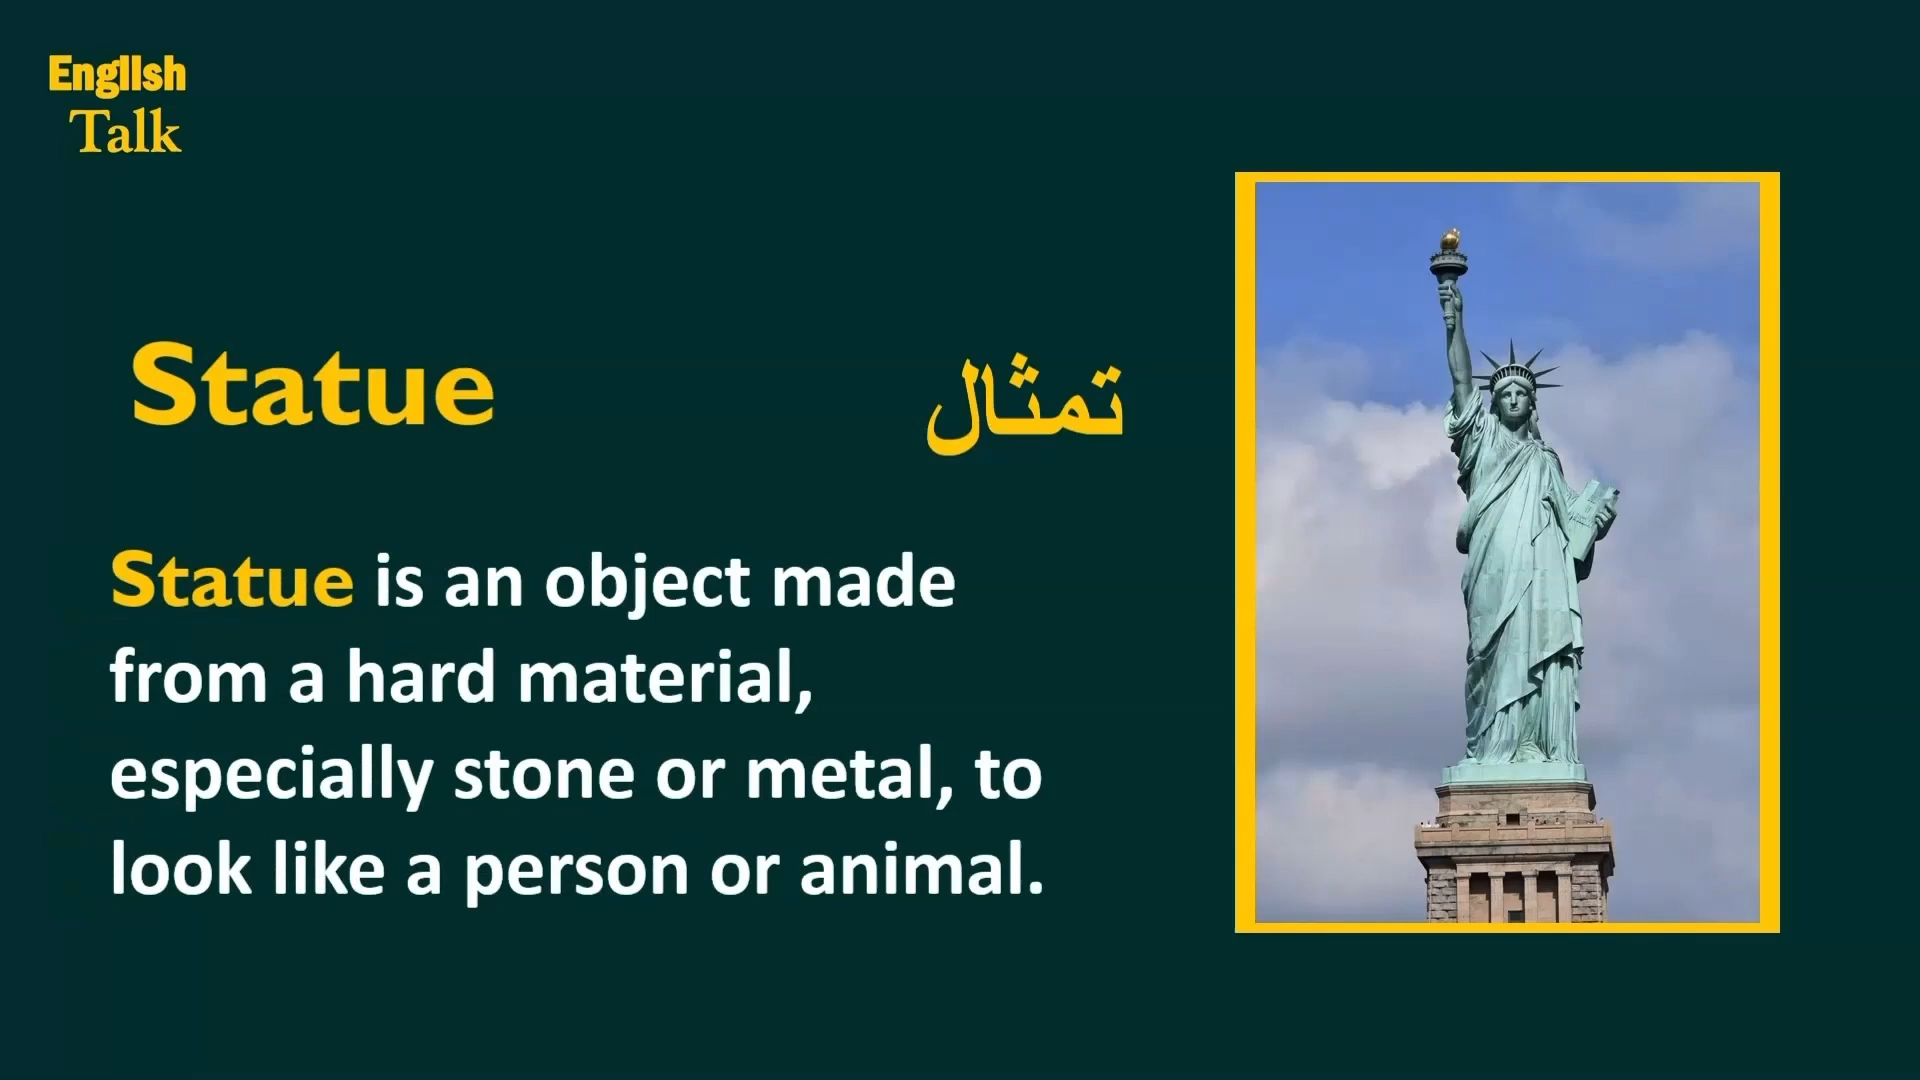 English
Talk
Statue
تمثال
Statue is an object made
from a hard material,
especially stone or metal, to
look like a person or animal.